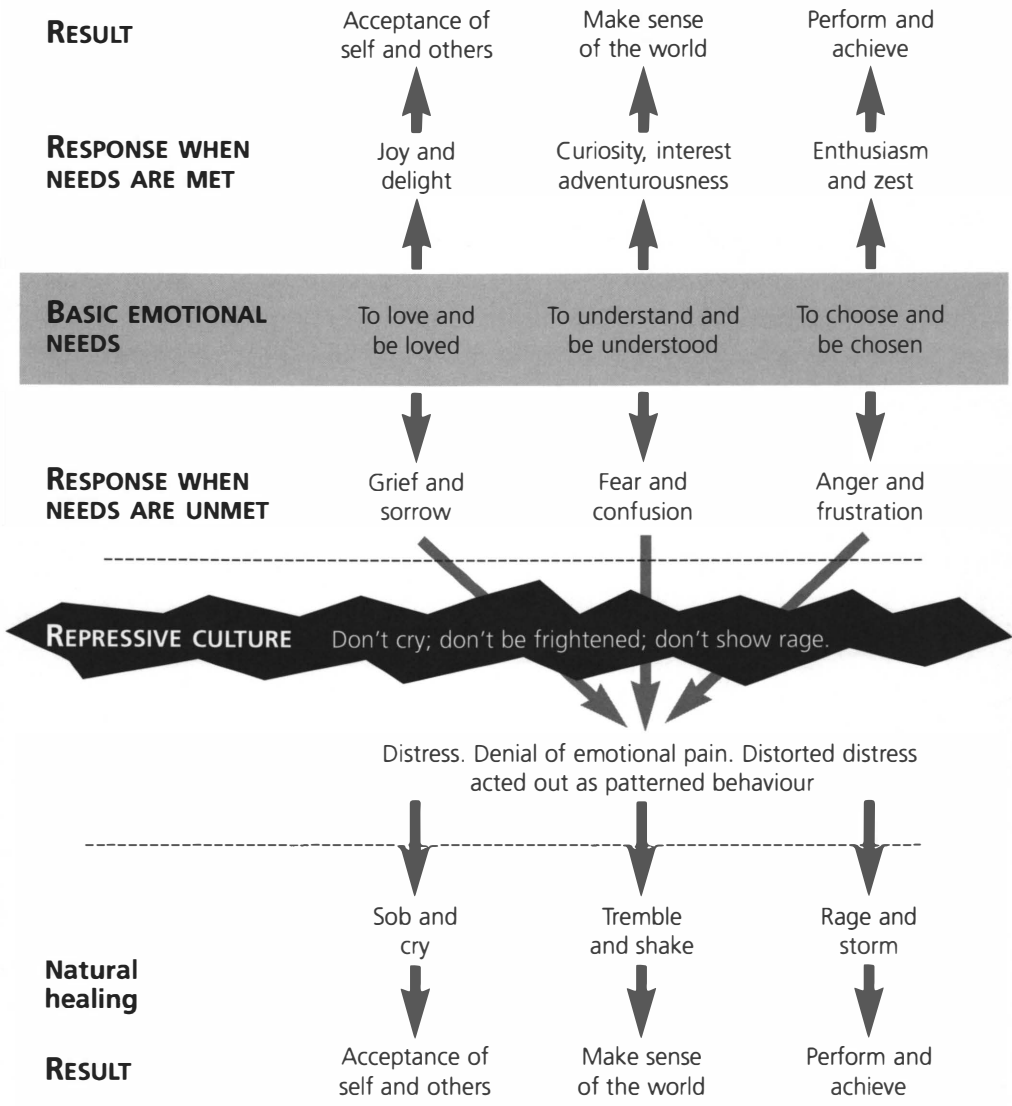 RESULT
Acceptance of
self and others
Make sense
of the world
Perform and
achieve
RESPONSE WHEN
NEEDS ARE MET
Joy and
delight
Curiosity, interest
adventurousness
Enthusiasm
and zest
BASIC EMOTIONAL
NEEDS
To love and
be loved
To understand and
be understood
To choose and
be chosen
RESPONSE WHEN
NEEDS ARE UNMET
Grief and
sorrow
Fear and
confusion
Anger and
frustration
REPRESSIVE CULTURE Don't cry; don't be frightened; don't show rage.
Distress. Denial of emotional pain. Distorted distress
acted out as patterned behaviour
Sob and
cry
Tremble
and shake
Rage and
storm
Natural
healing
RESULT
Acceptance of
self and others
Make sense
of the world
Perform and
achieve